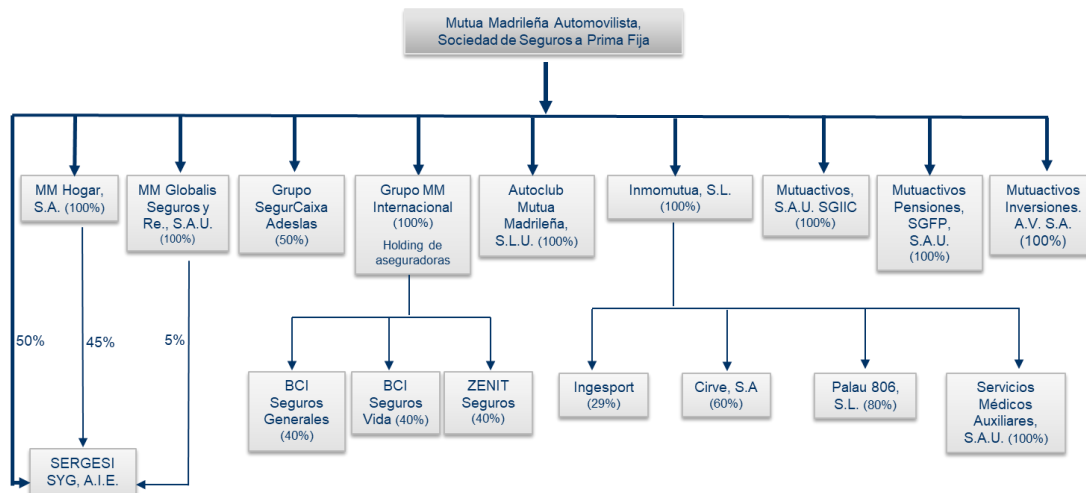 Mutua Madrileña Automovilista,
Sociedad de Seguros a Prima Fija
MM Hogar,
S.A. (100%)
MM Globalis
Seguros y
Re., S.A.U.
(100%)
Grupo
SegurCaixa
Adeslas
(50%)
Grupo MM
Internacional
(100%)
Holding de
aseguradoras
Autoclub
Mutua
Madrileña,
S.L.U. (100%)
Inmomutua, S.L.
(100%)
Mutuactivos,
S.A.U. SGIIC
(100%)
Mutuactivos
Pensiones,
SGFP,
S.A.U.
(100%)
Mutuactivos
Inversiones.
A.V. S.A.
(100%)
50%
45%
5%
BCI
Seguros
Generales
(40%)
BCI
Seguros
Vida (40%)
ZENIT
Seguros
(40%)
Ingesport
(29%)
Cirve, S.A
(60%)
Palau 806,
S.L. (80%)
Servicios
Médicos
Auxiliares,
S.A.U. (100%)
SERGESI
SYG, A.I.E.